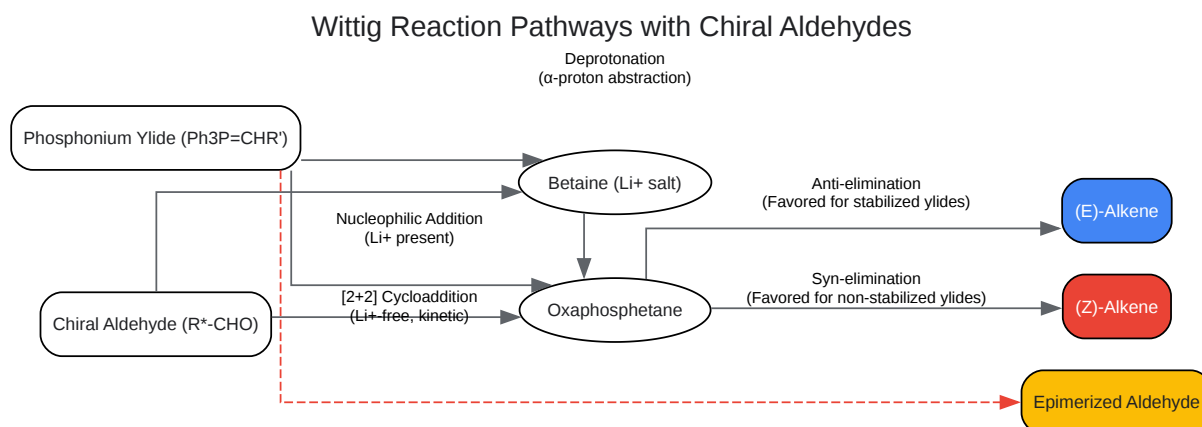 Wittig Reaction Pathways with Chiral Aldehydes
Deprotonation
(α-proton abstraction)
Phosphonium Ylide (Ph3P=CHR')
Betaine (Li+ salt)
Anti-elimination
(Favored for stabilized ylides)
(E)-Alkene
Nucleophilic Addition
(Li+ present)
[2+2] Cycloaddition
(Li+-free, kinetic)
Chiral Aldehyde (R*-CHO)
Oxaphosphetane
Syn-elimination
(Favored for non-stabilized ylides)
(Z)-Alkene
Epimerized Aldehyde